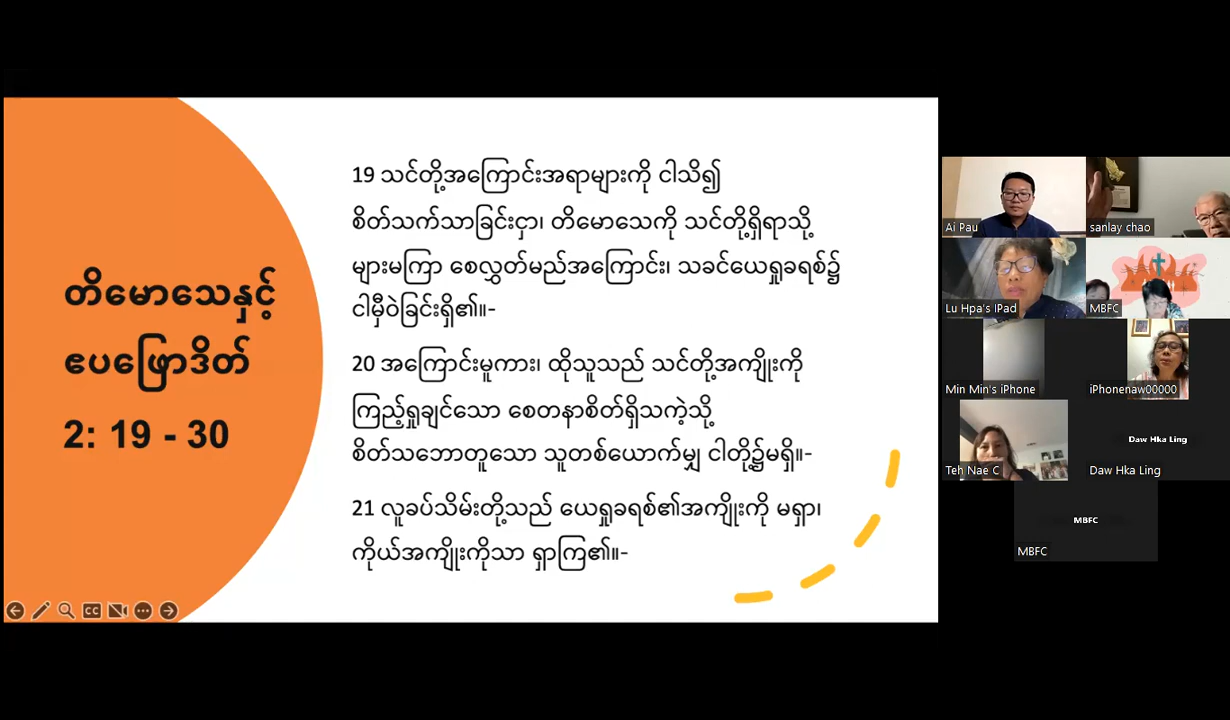 တိမောသေနှင့်
ဧပဖြောဒိတ်
2: 19 - 30
19 သင်တို့အကြောင်းအရာများကို ငါသိ၍
စိတ်သက်သာခြင်းငှာ၊ တိမောသေကို သင်တို့ရှိရာသို့
များမကြာ စေလွှတ်မည်အကြောင်း၊ သခင်ယေရှုခရစ်၌
ငါမှီဝဲခြင်းရှိ၏။-
20 အကြောင်းမူကား၊ ထိုသူသည် သင်တို့အကျိုးကို
ကြည့်ရှုချင်သော စေတနာစိတ်ရှိသကဲ့သို့
စိတ်သဘောတူသော သူတစ်ယောက်မျှ ငါတို့၌မရှိ။-
21 လူခပ်သိမ်းတို့သည် ယေရှုခရစ်၏အကျိုးကို မရှာ၊
ကိုယ်အကျိုးကိုသာ ရှာကြ၏။-
CC
Ai Pau
sanlay chao
Lu Hpa's IPad
MBFC
Min Min's iPhone
iPhonenaw00000
Teh Nae C
Daw Hka Ling
Daw Hka Ling
MBFC
MBFC